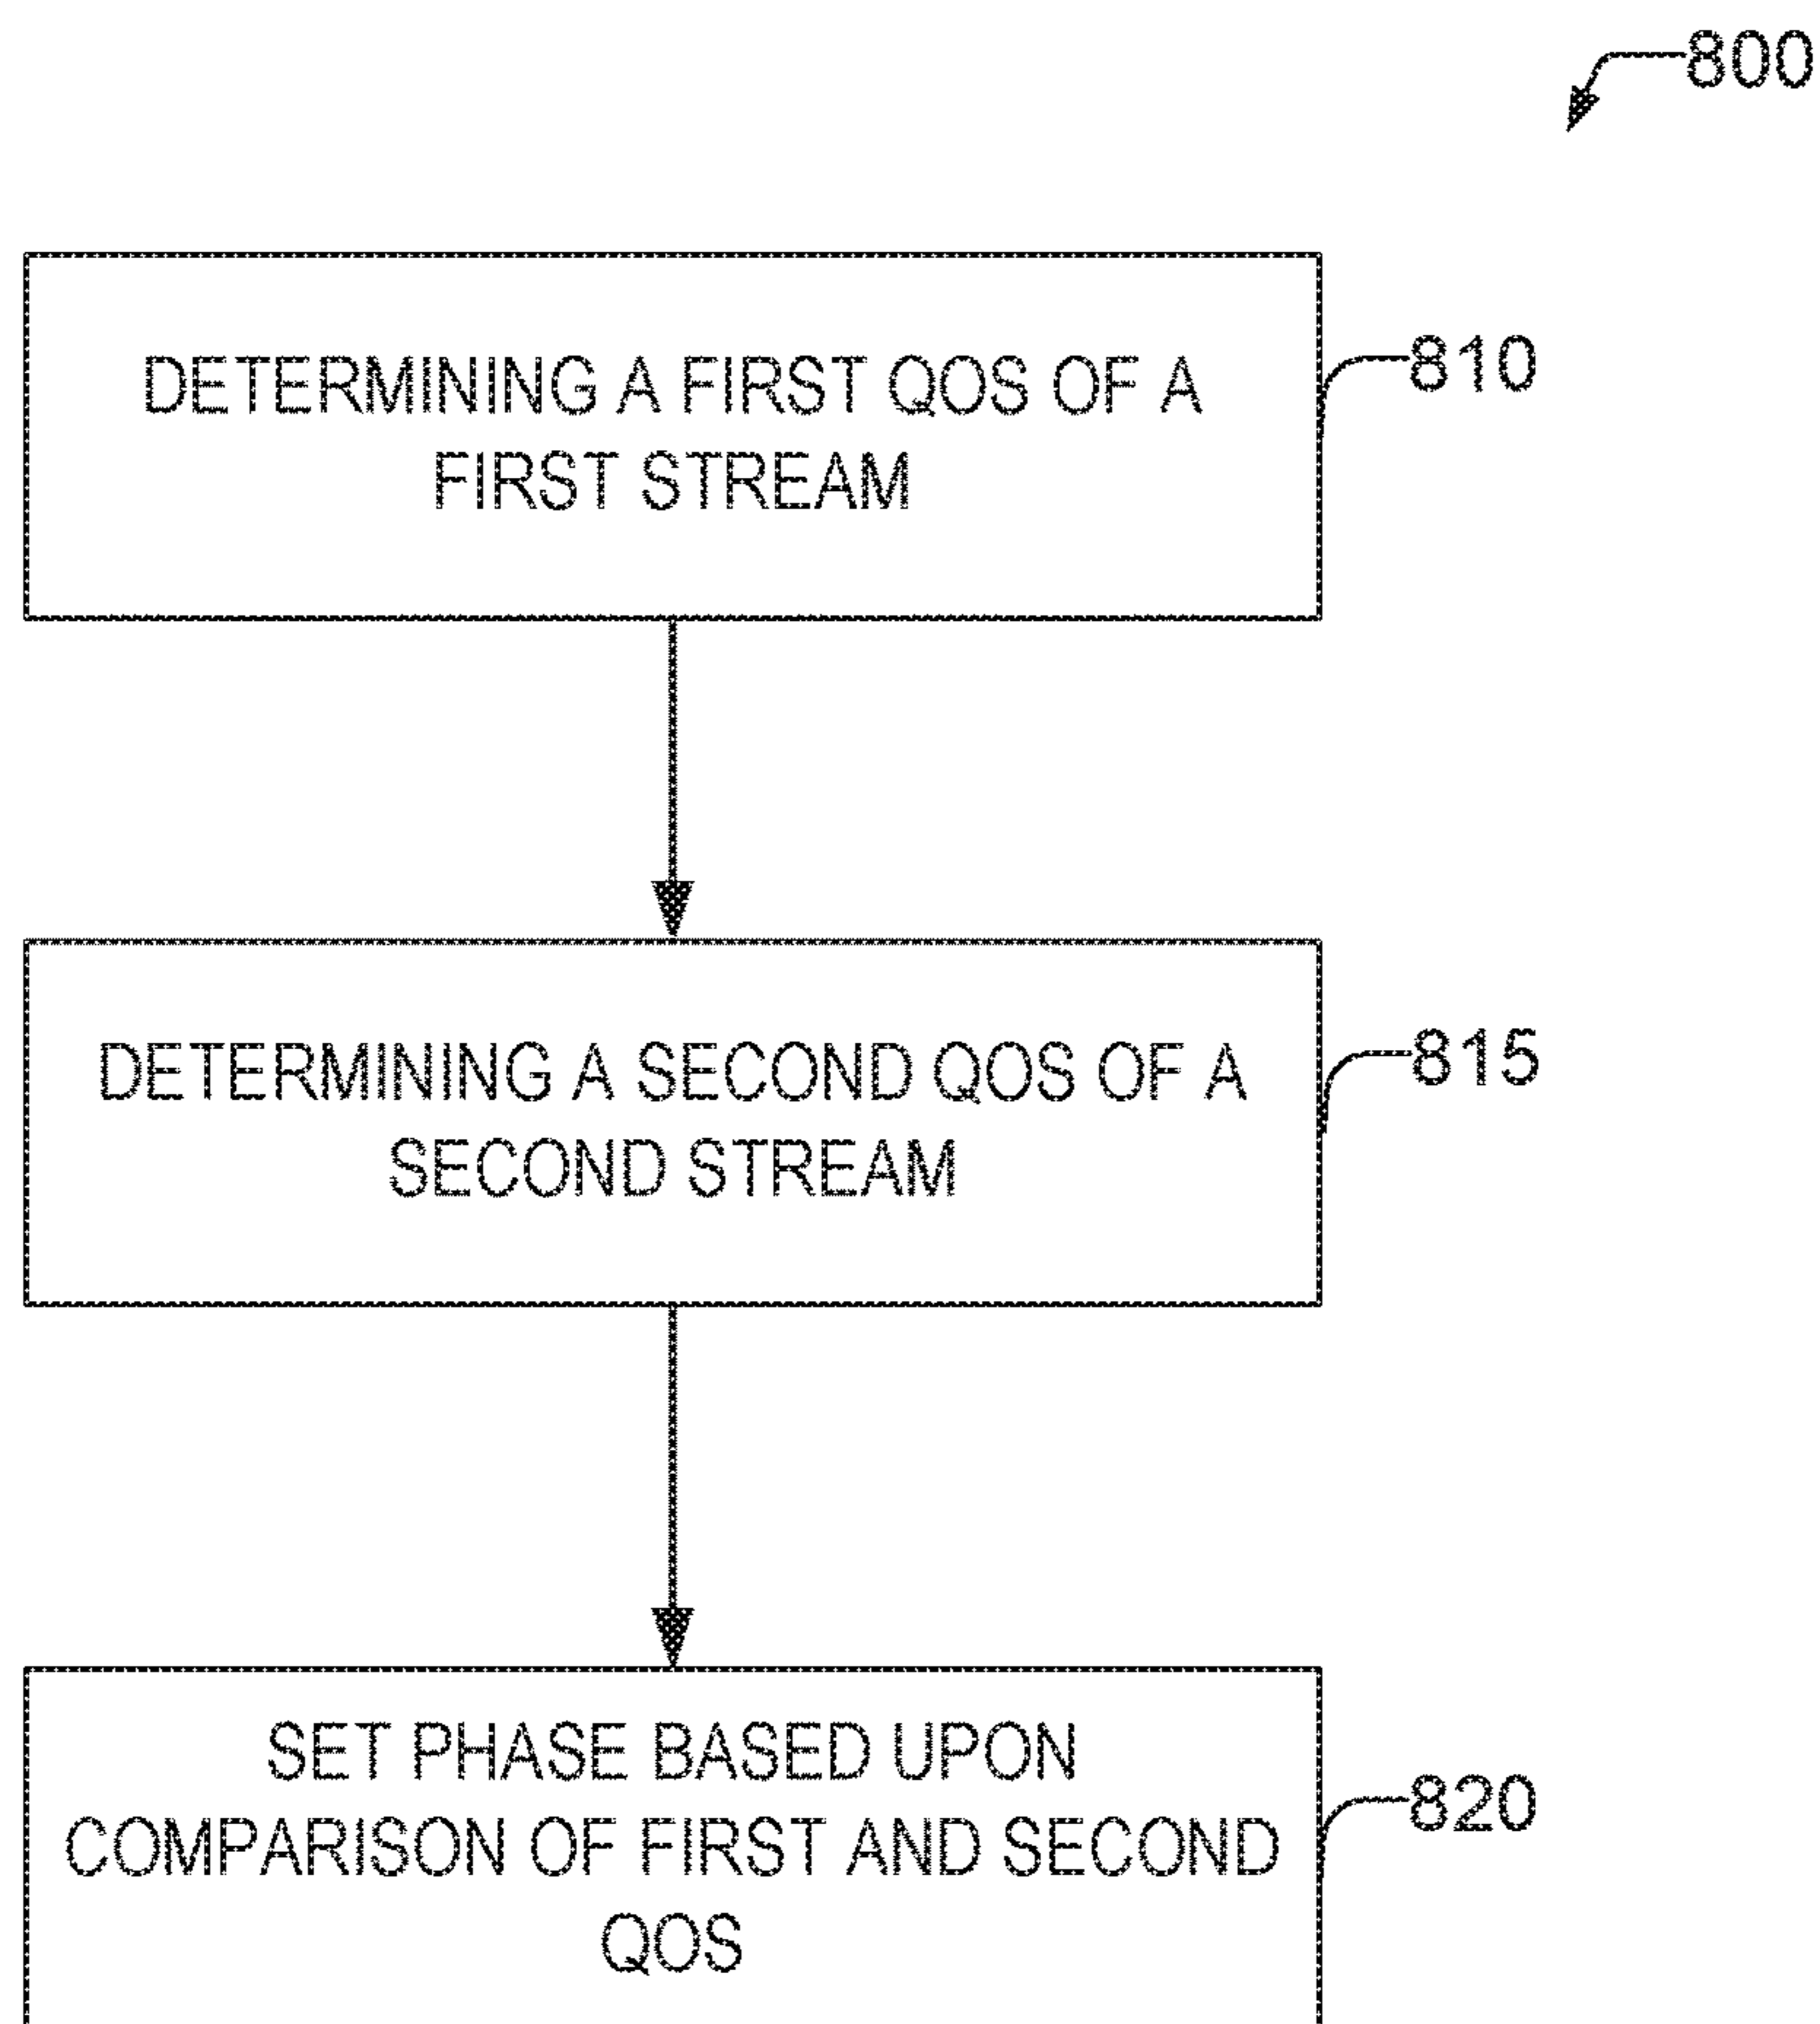 800
DETERMINING A FIRST QOS OF A
FIRST STREAM
810
DETERMINING A SECOND QOS OF A
SECOND STREAM
815
SET PHASE BASED UPON
COMPARISON OF FIRST AND SECOND
QOS
820